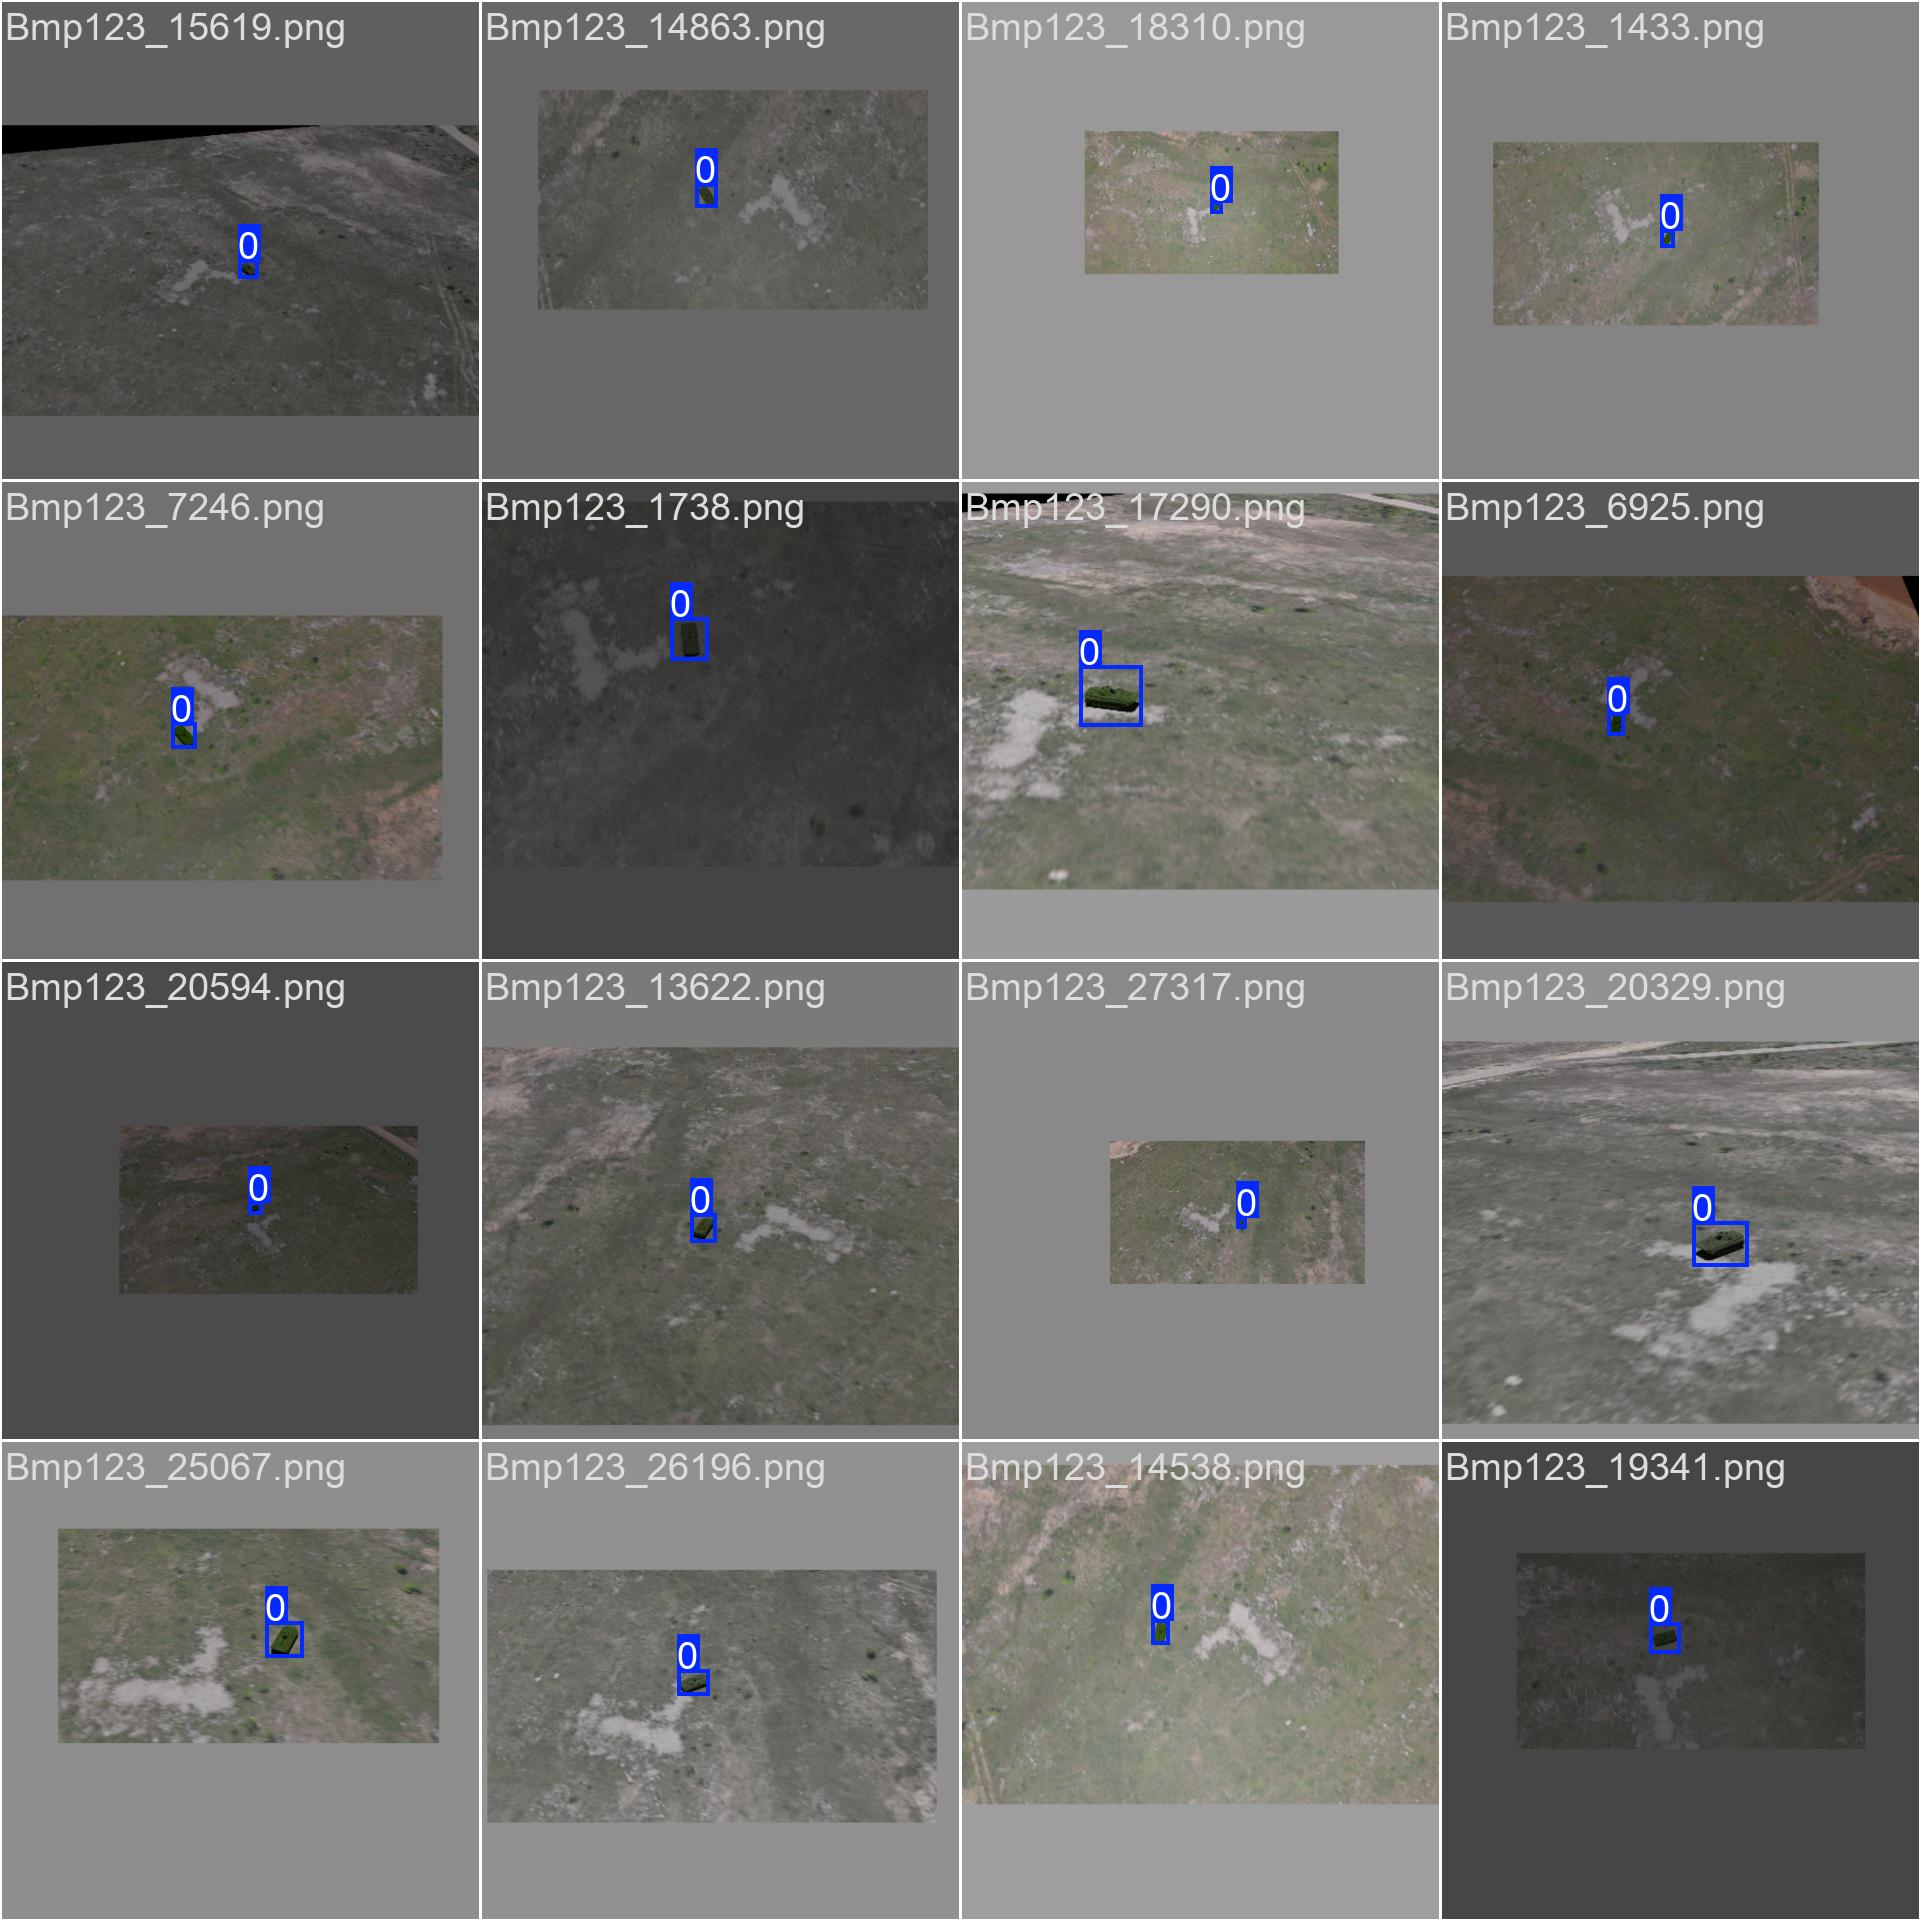 Bmp123_15619.png
Bmp123_14863.png
Bmp123_18310.png
Bmp123_1433.png
0
0
0
0
Bmp123_7246.png
Bmp123_1738.png
Bmp123_17290.png
Bmp123_6925.png
0
0
0
0
Bmp123_20594.png
Bmp123_13622.png
Bmp123_27317.png
Bmp123_20329.png
0
0
0
0
Bmp123_25067.png
Bmp123_26196.png
Bmp123_14538.png
Bmp123_19341.png
0
0
0
0